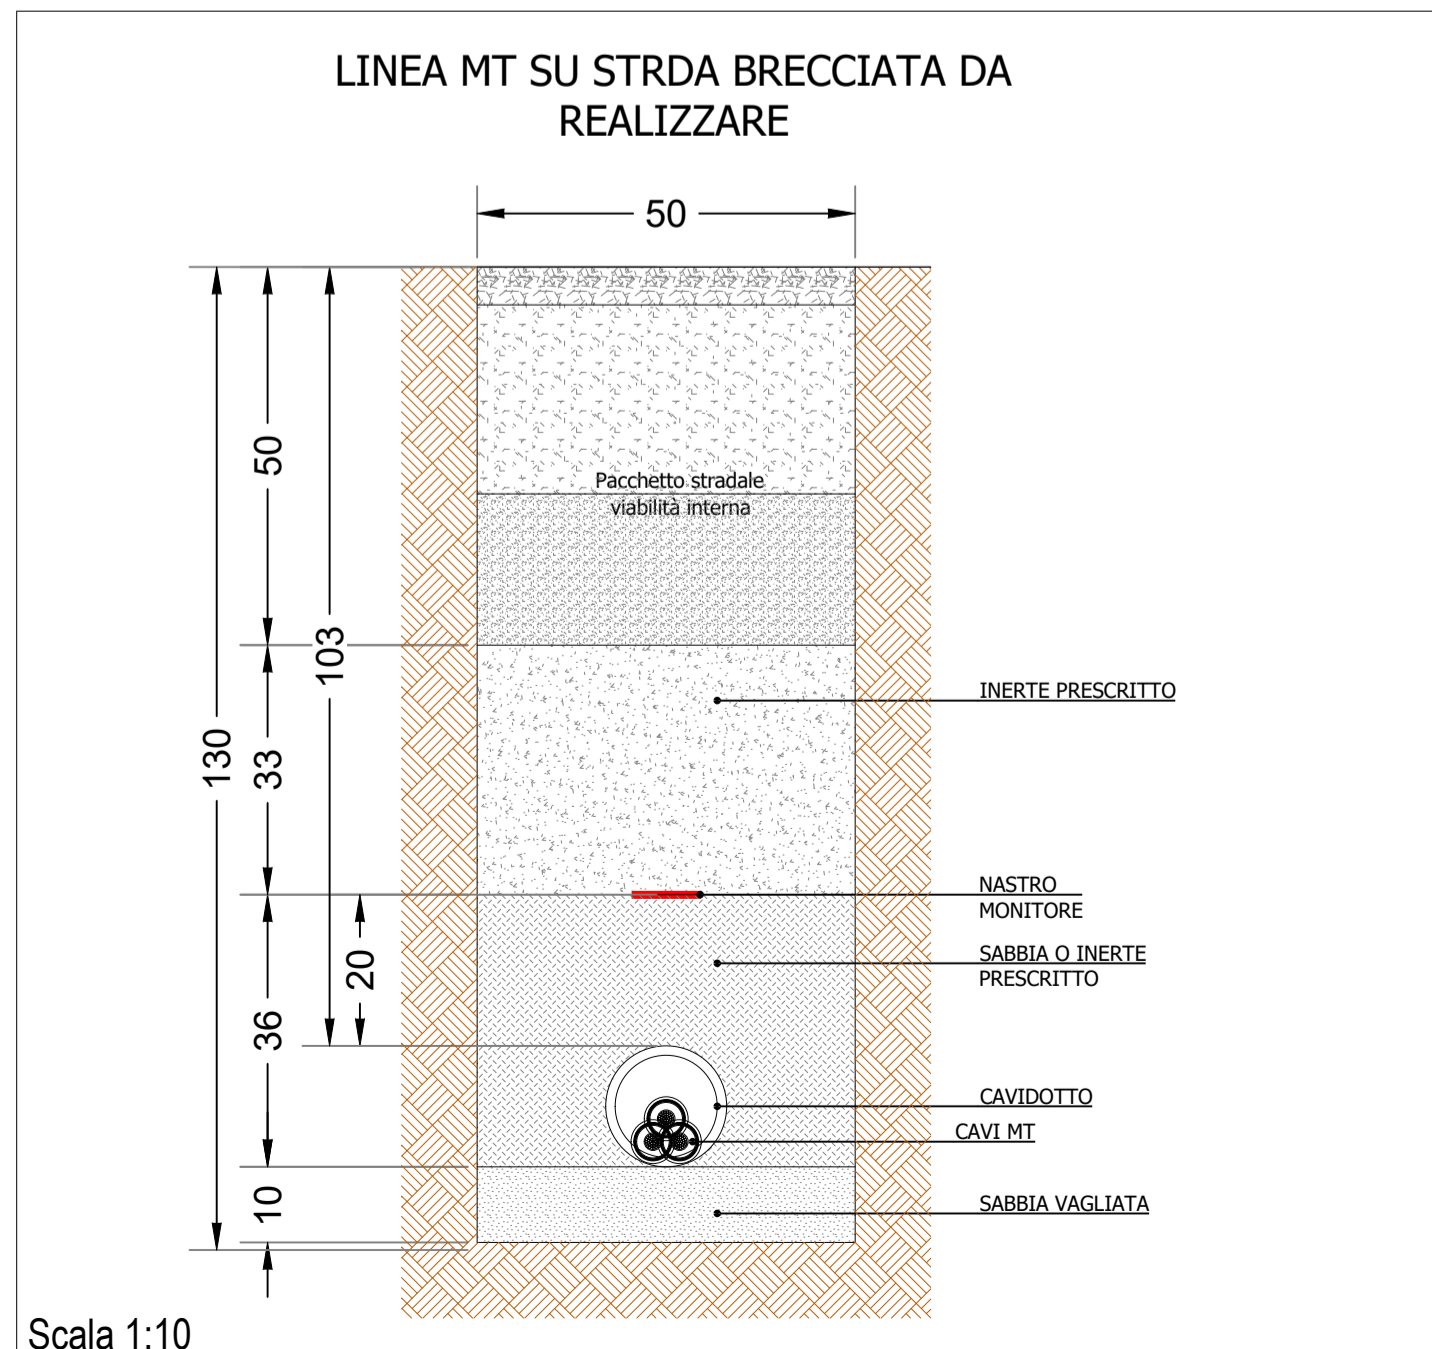 LINEA MT SU STRDA BRECCIATA DA
REALIZZARE
50
50
103
130
33
20
36
10
Pacchetto stradale
viabilità interna
INERTE PRESCRITTO
NASTRO
MONITORE
SABBIA O INERTE
PRESCRITTO
CAVIDOTTO
CAVI MT
SABBIA VAGLIATA
Scala 1:10